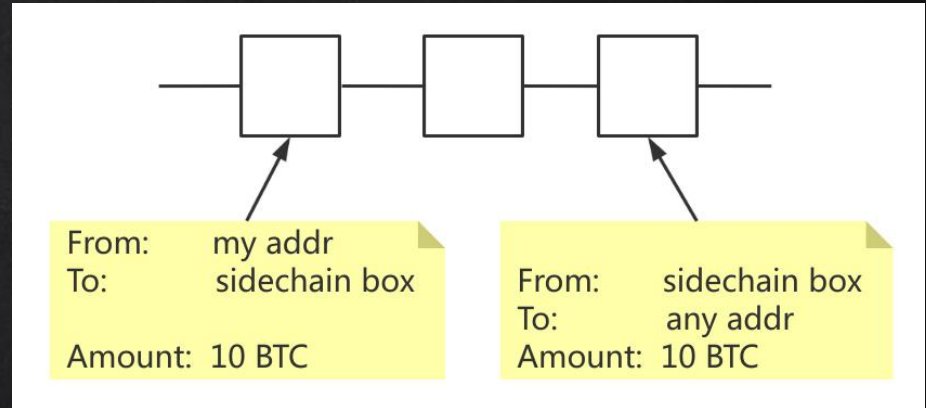 From: my addr
To: sidechain box
Amount: 10 BTC
From: sidechain box
To: any addr
Amount: 10 BTC